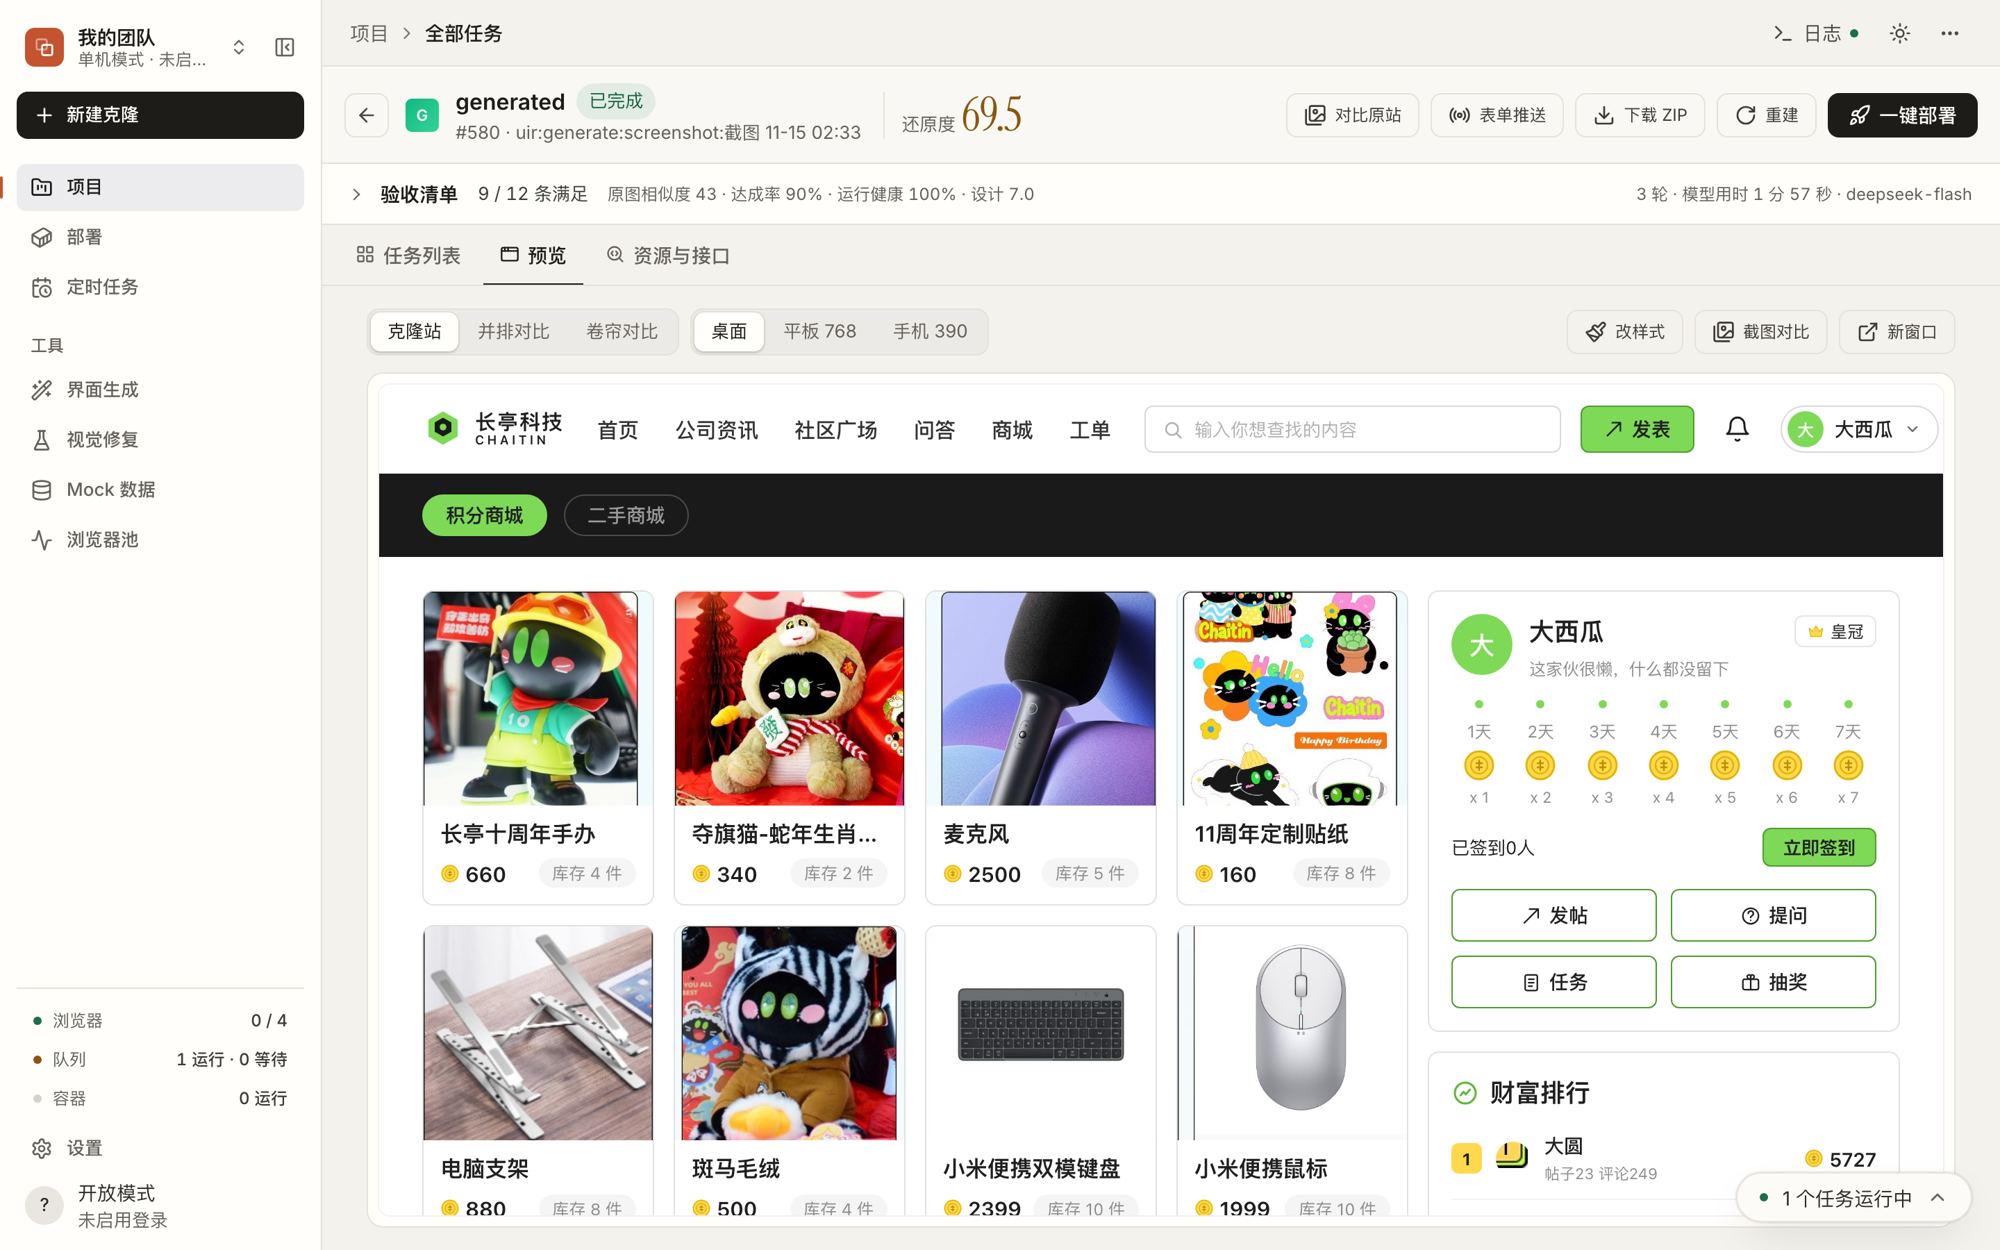 我的团队
单机模式 · 未启...
新建克隆
项目
部署
定时任务
工具
界面生成
视觉修复
Mock 数据
浏览器池
浏览器 0 / 4
队列 1 运行 · 0 等待
容器 0 运行
设置
? 开放模式
未启用登录
项目 > 全部任务
日志
G generated 已完成
#580 · uir:generate:screenshot:截图 11-15 02:33
还原度 69.5
对比原站 表单推送 下载 ZIP 重建 一键部署
验收清单 9 / 12 条满足 原图相似度 43 · 达成率 90% · 运行健康 100% · 设计 7.0
3 轮 · 模型用时 1 分 57 秒 · deepseek-flash
任务列表 预览 资源与接口
克隆站 并排对比 卷帘对比 桌面 平板 768 手机 390
改样式 截图对比 新窗口
长亭科技
CHAITIN
首页 公司资讯 社区广场 问答 商城 工单 输入你想查找的内容 发表 大 大西瓜
积分商城 二手商城
Chaitin
Hello
Chaitin
Happy Birthday
10
發
长亭十周年手办 夺旗猫-蛇年生肖... 麦克风 11周年定制贴纸
660 库存 4 件 340 库存 2 件 2500 库存 5 件 160 库存 8 件
YOU ALL
BEST
电脑支架 斑马毛绒 小米便携双模键盘 小米便携鼠标
880 库存 8 件 500 库存 4 件 2399 库存 10 件 1999 库存 10 件
大 大西瓜 皇冠
这家伙很懒，什么都没留下
1天 2天 3天 4天 5天 6天 7天
x 1 x 2 x 3 x 4 x 5 x 6 x 7
已签到0人 立即签到
发帖 提问
任务 抽奖
财富排行
1 大圆 5727
帖子23 评论249
1 个任务运行中